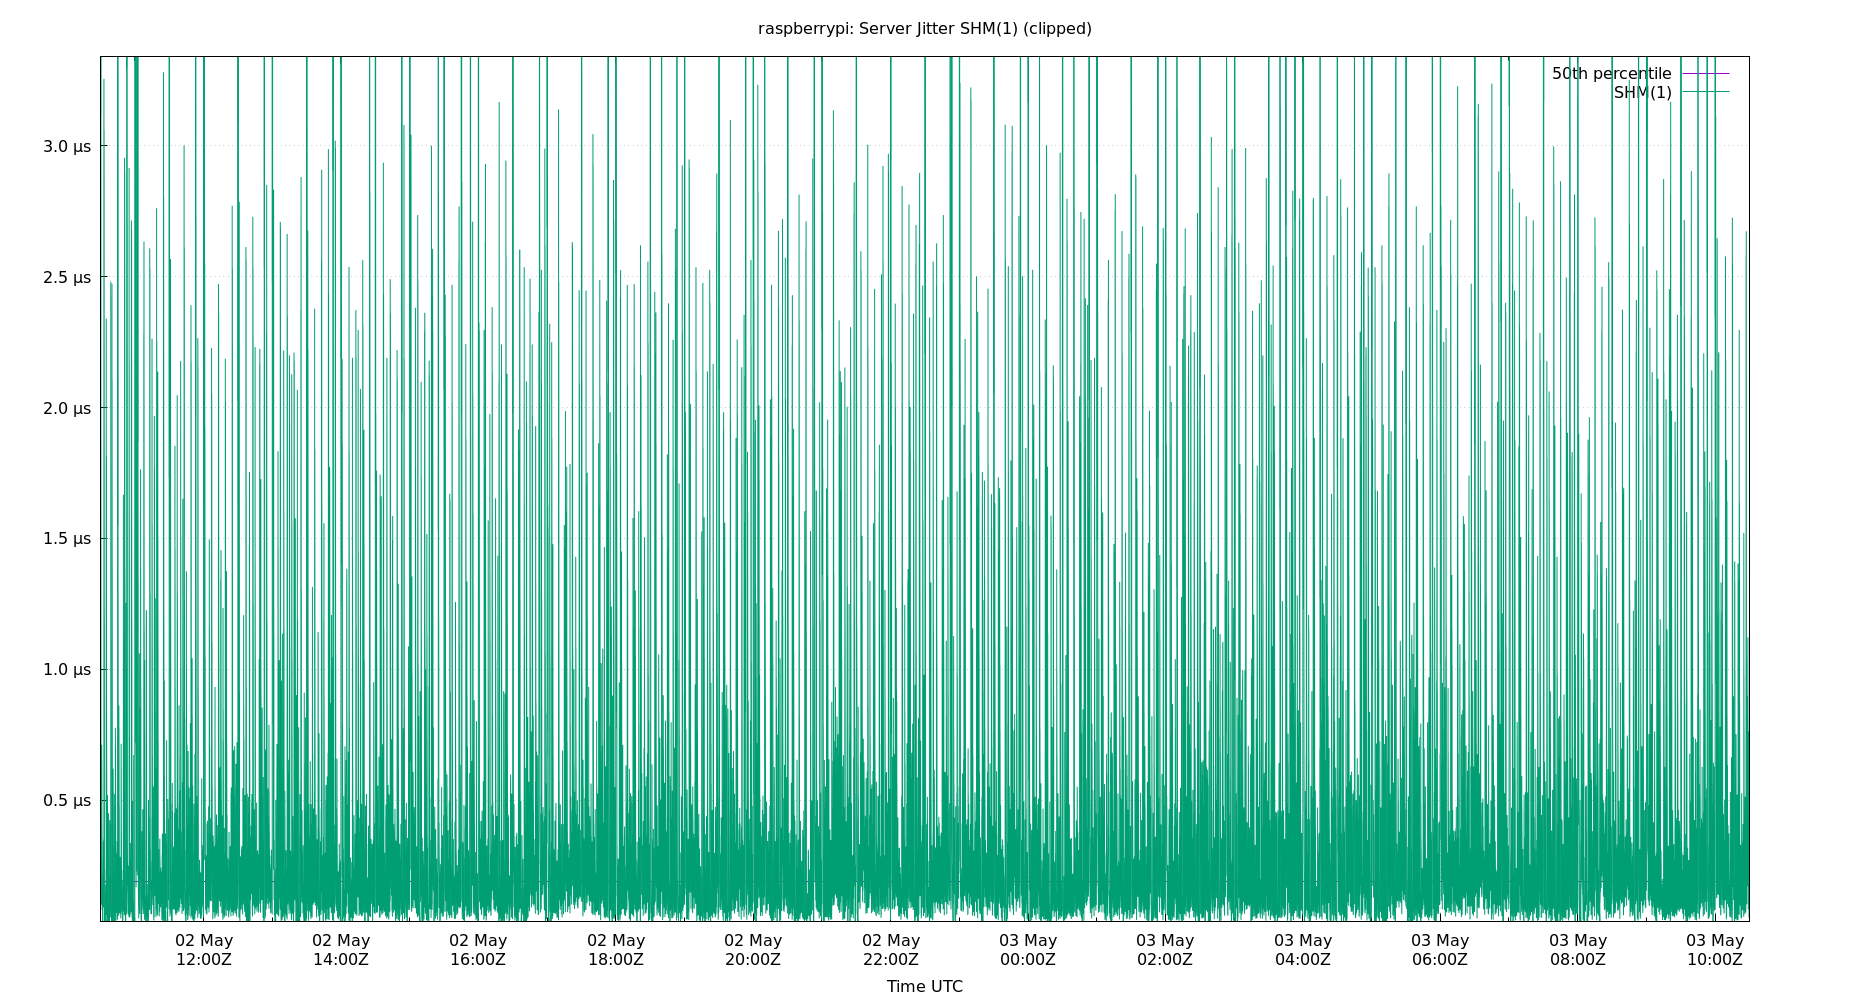 raspberrypi: Server Jitter SHM(1) (clipped)
50th percentile
SHM(1)
3.0 µs
2.5 µs
2.0 µs
1.5 µs
1.0 µs
0.5 µs
02 May 02 May 02 May 02 May 02 May 02 May 03 May 03 May 03 May 03 May 03 May 03 May
12:00Z 14:00Z 16:00Z 18:00Z 20:00Z 22:00Z 00:00Z 02:00Z 04:00Z 06:00Z 08:00Z 10:00Z
Time UTC